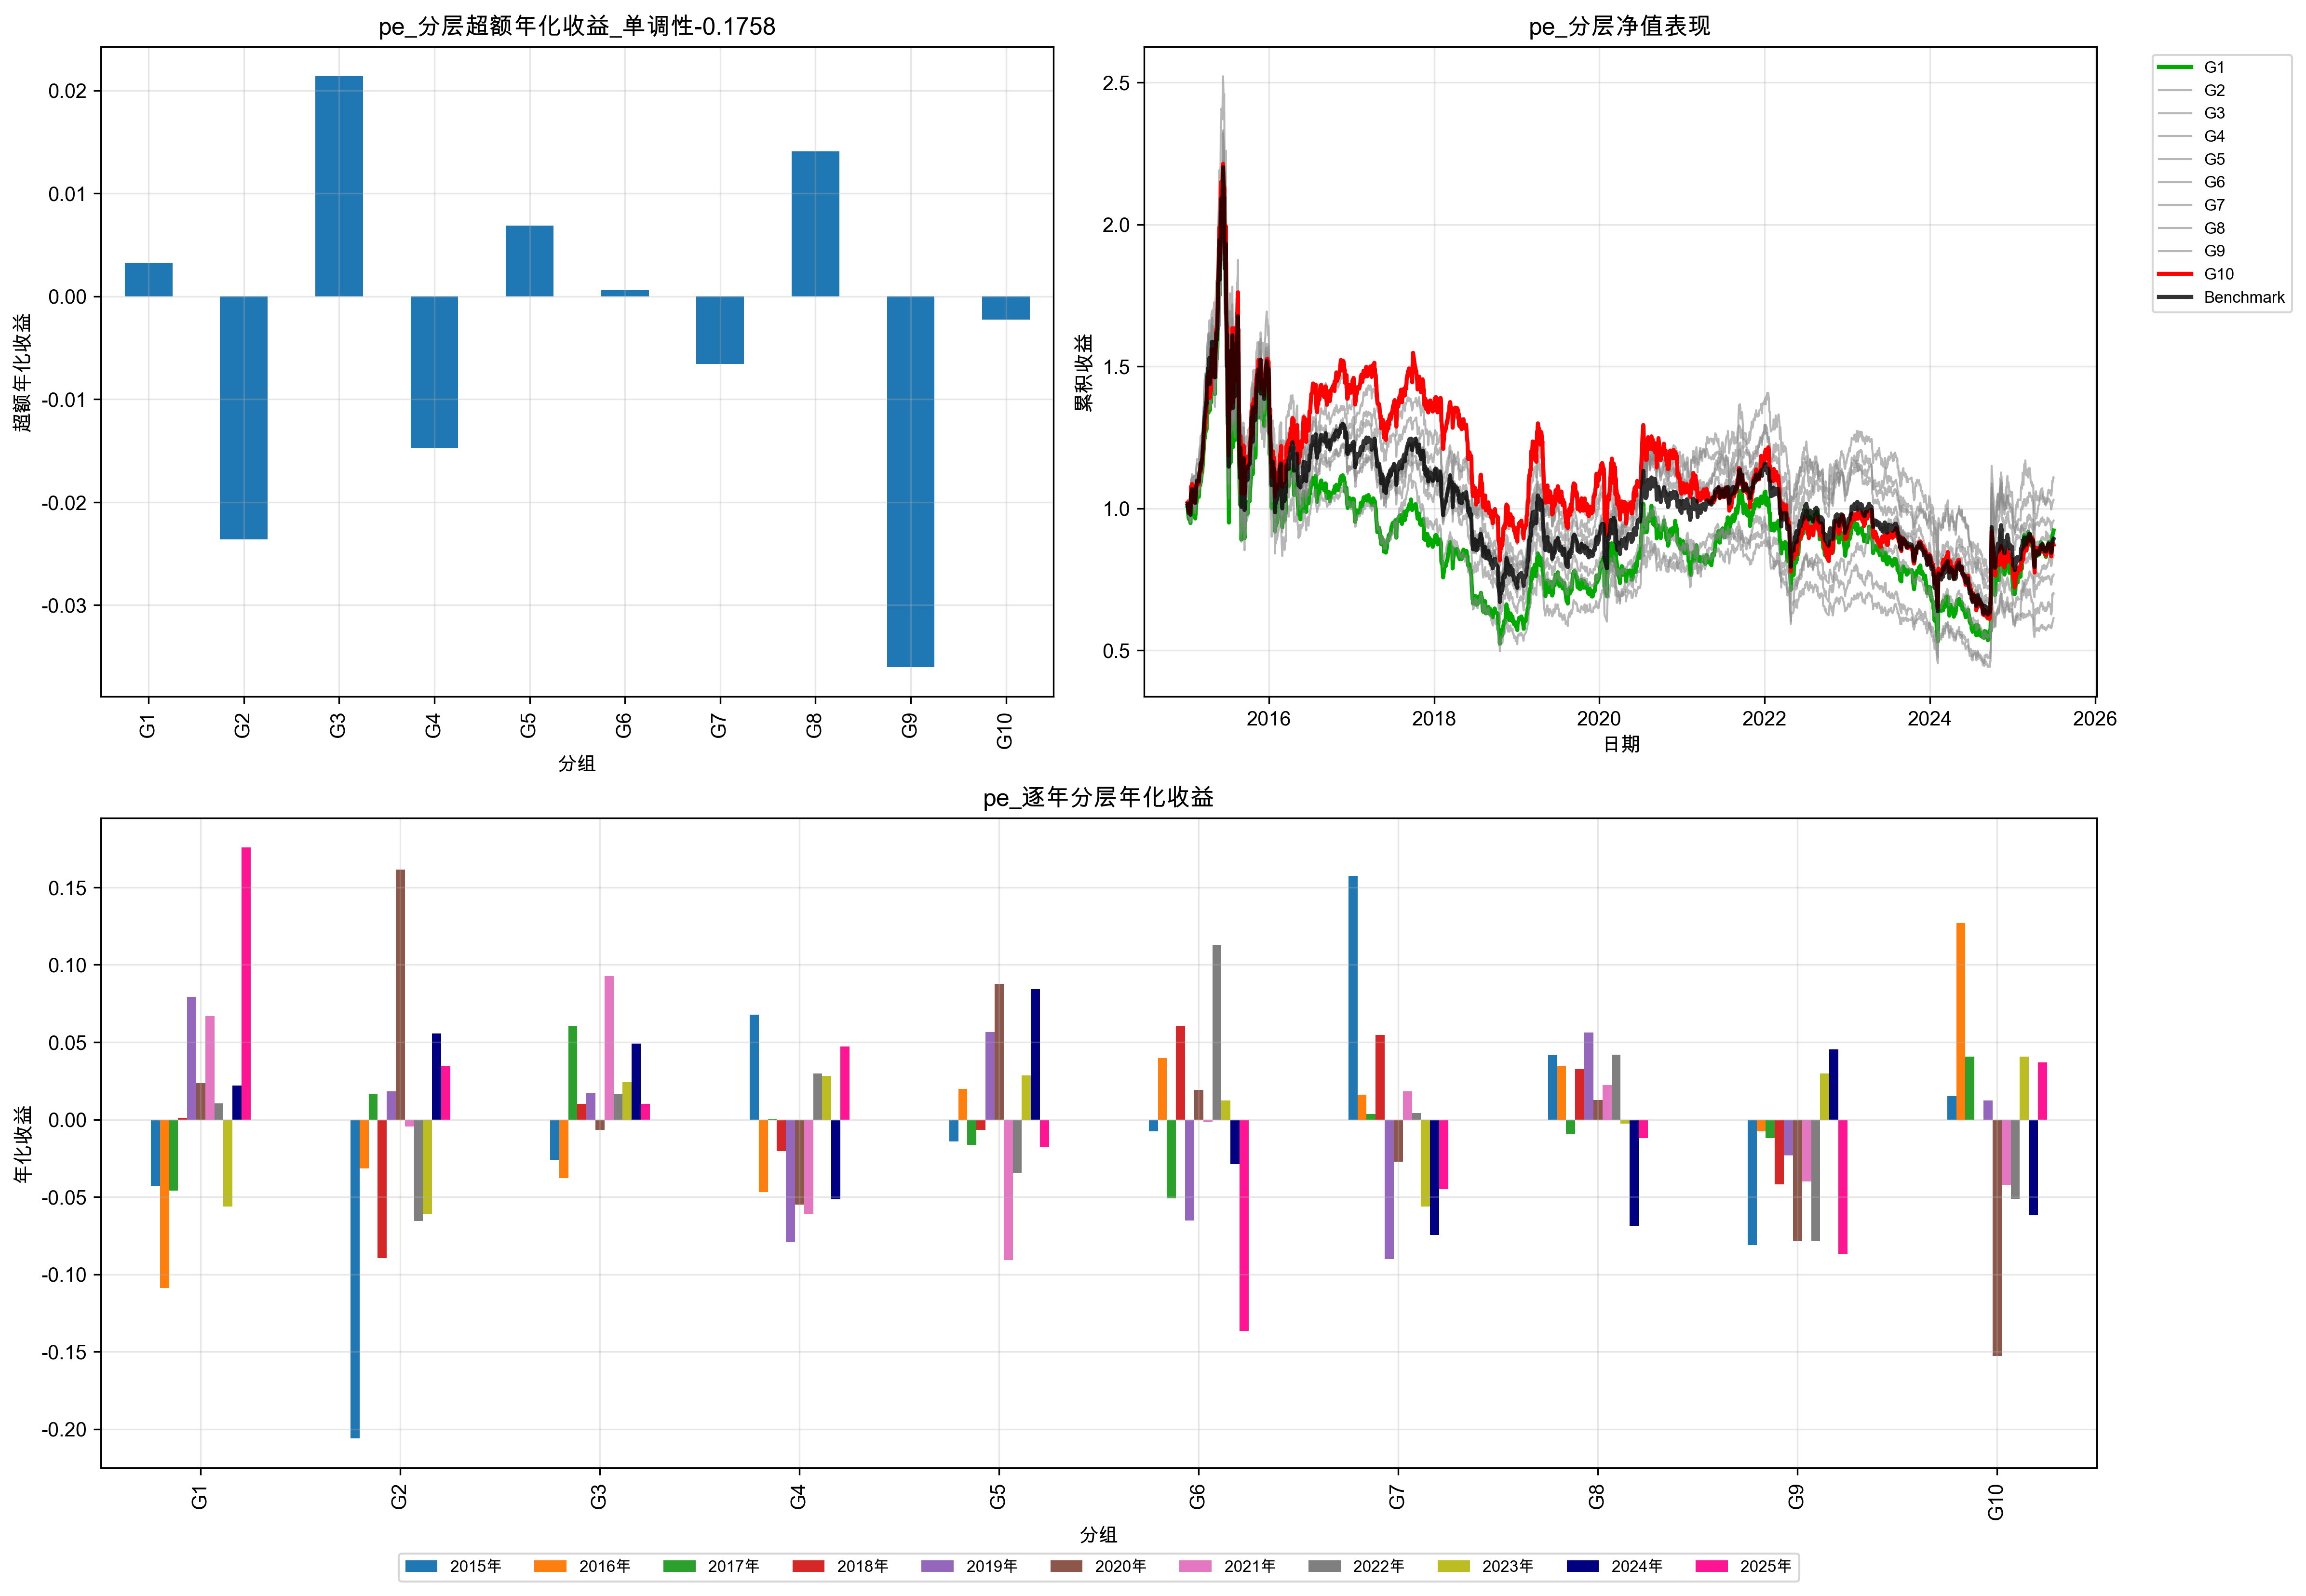 pe_分层超额年化收益_单调性-0.1758
0.02
0.01
0.00
-0.01
-0.02
-0.03
超额年化收益
G1
G2
G3
G4
G5
G6
G7
G8
G9
G10
分组
pe_分层净值表现
2.5
2.0
1.5
1.0
0.5
累积收益
2016
2018
2020
2022
2024
2026
日期
G1
G2
G3
G4
G5
G6
G7
G8
G9
G10
Benchmark
pe_逐年分层年化收益
0.15
0.10
0.05
0.00
-0.05
-0.10
-0.15
-0.20
年化收益
G1
G2
G3
G4
G5
G6
G7
G8
G9
G10
分组
2015年
2016年
2017年
2018年
2019年
2020年
2021年
2022年
2023年
2024年
2025年